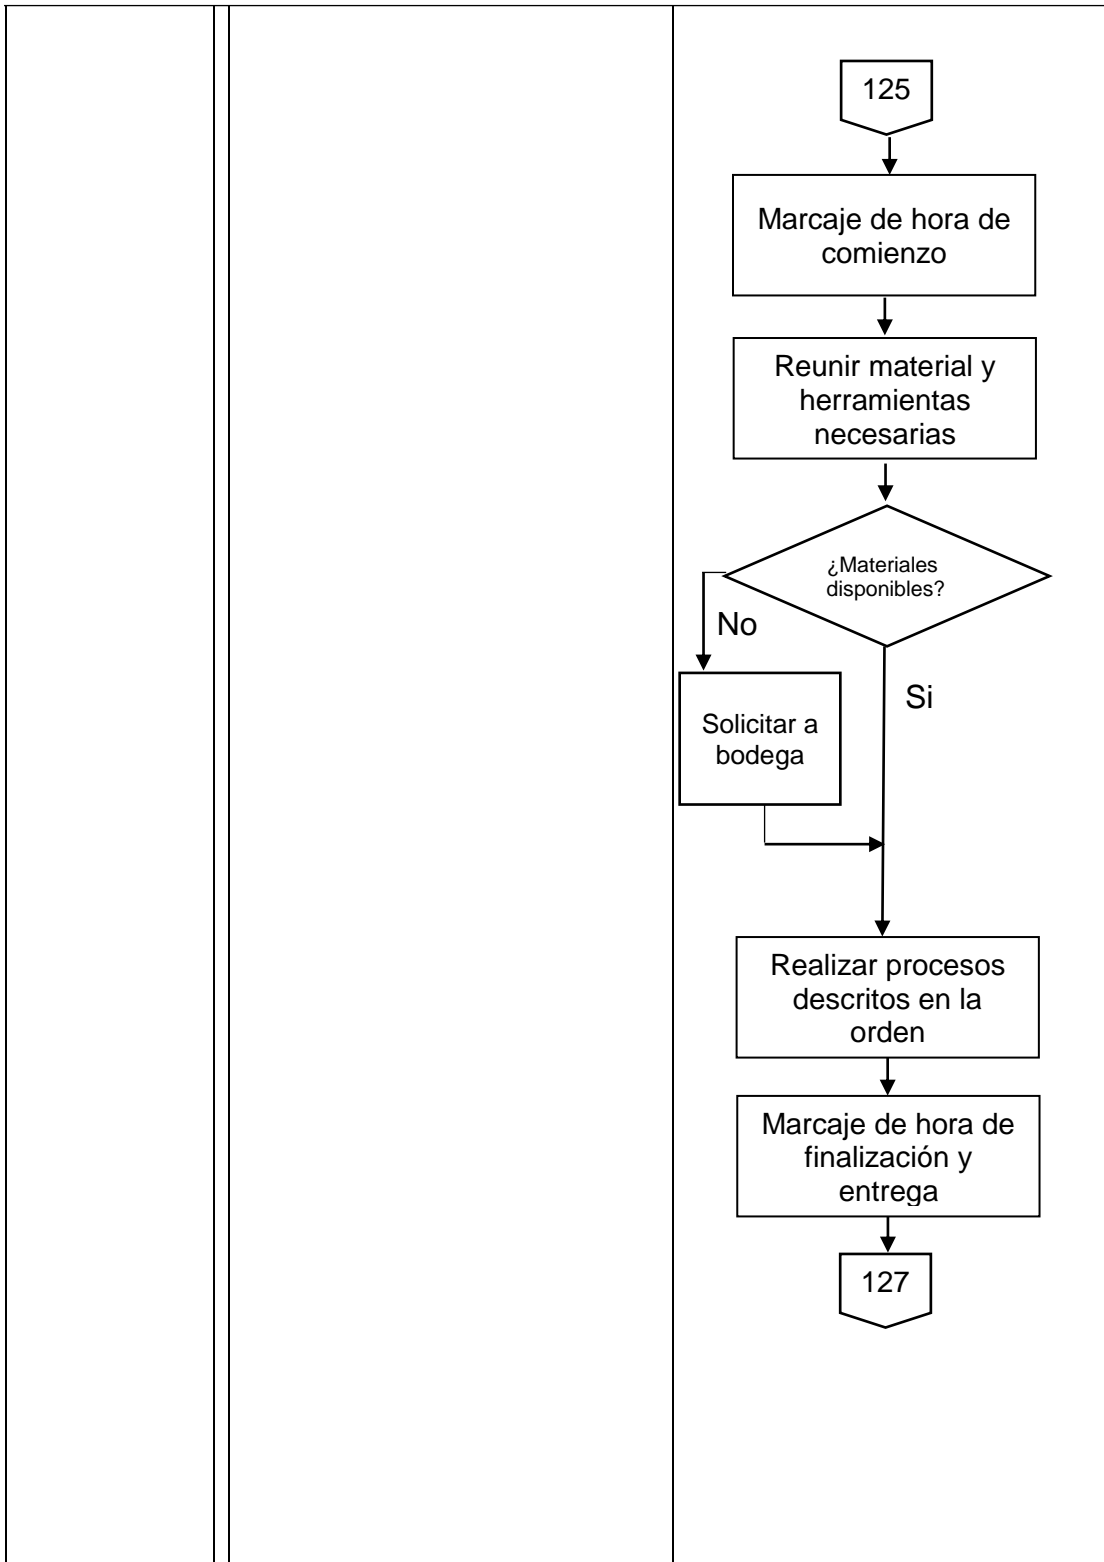 125
Marcaje de hora de
comienzo
Reunir material y
herramientas
necesarias
¿Materiales
disponibles?
No
Si
Solicitar a
bodega
Realizar procesos
descritos en la
orden
Marcaje de hora de
finalización y
entrega
127